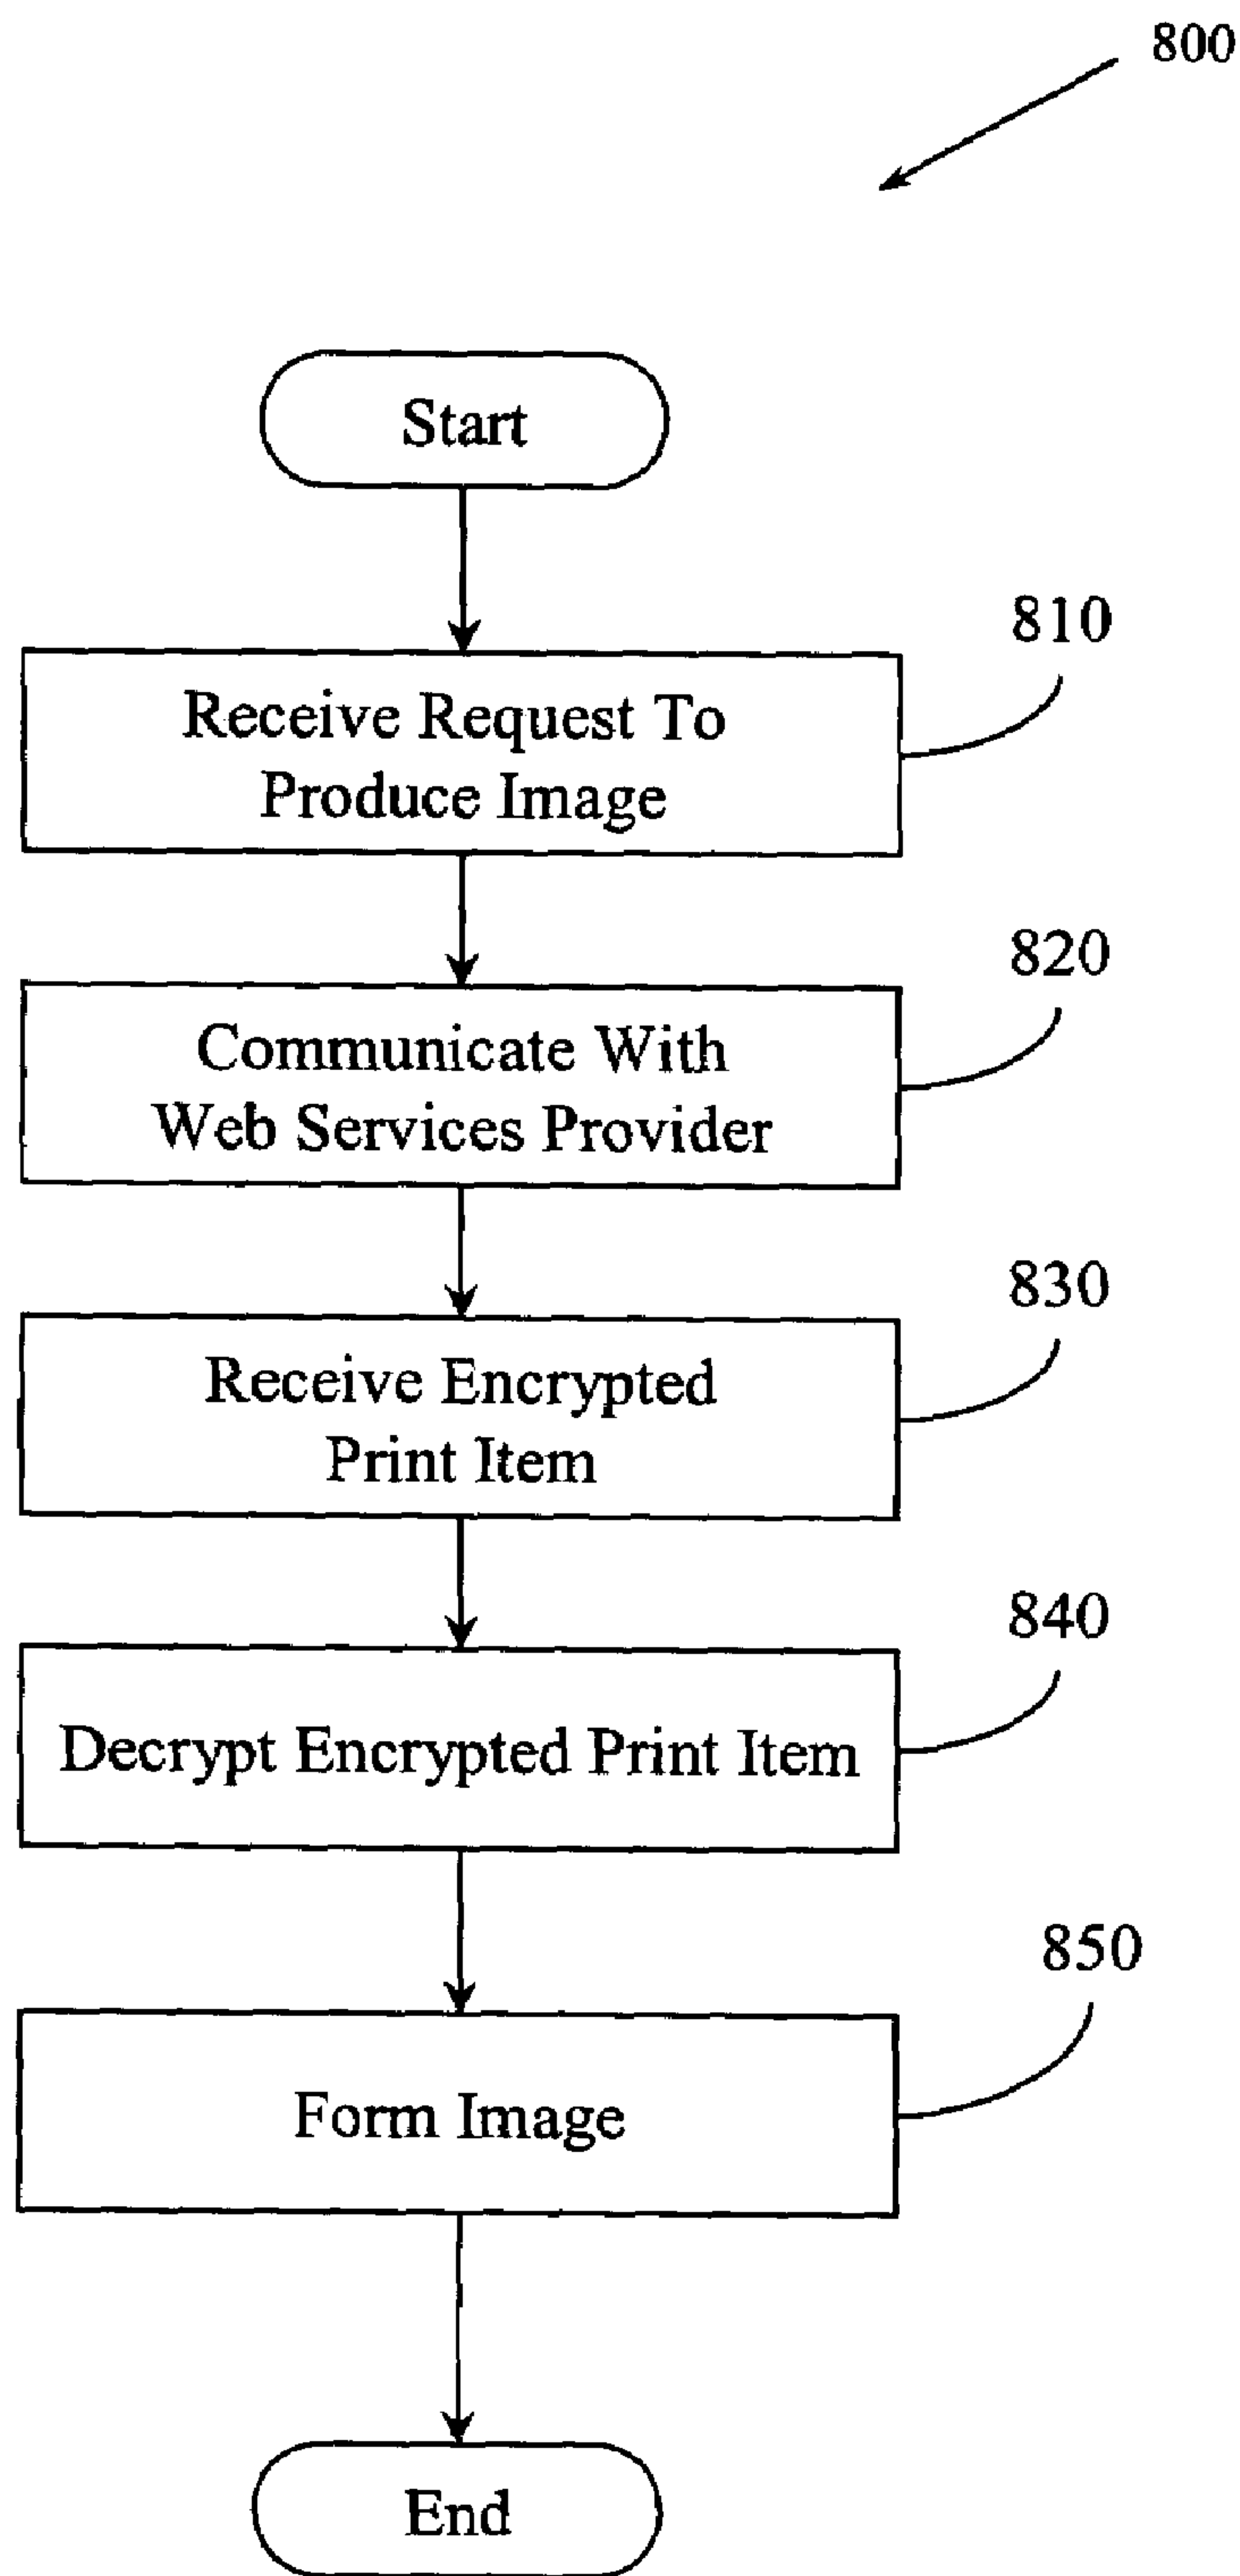 800
Start
810
Receive Request To
Produce Image
820
Communicate With
Web Services Provider
830
Receive Encrypted
Print Item
840
Decrypt Encrypted Print Item
850
Form Image
End